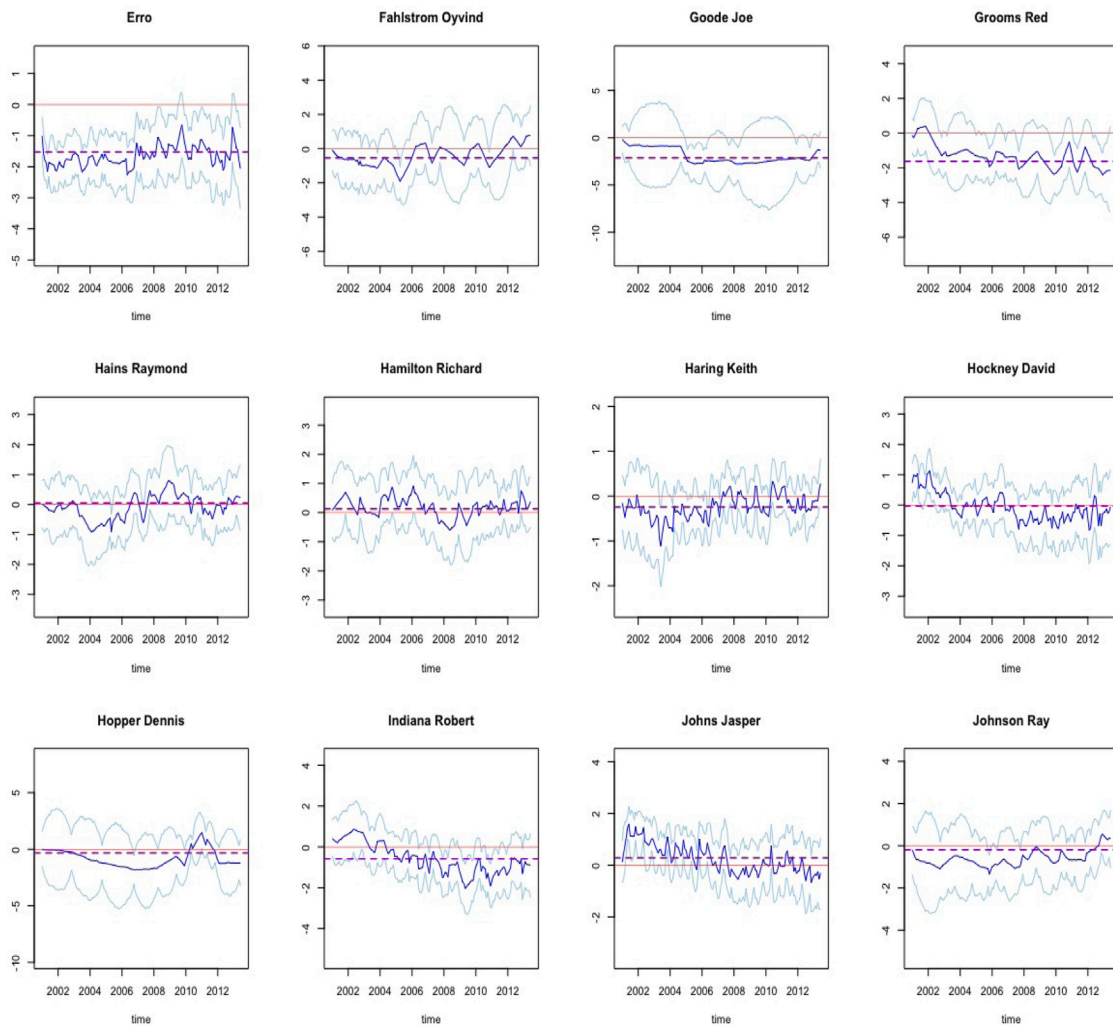 Erro
Fahlstrom Oyvind
Goode Joe
Grooms Red
1
0
-1
-2
-3
-4
-5
6
4
2
0
-2
-4
-6
5
0
-5
-10
4
2
0
-2
-4
-6
2002 2004 2006 2008 2010 2012
2002 2004 2006 2008 2010 2012
2002 2004 2006 2008 2010 2012
2002 2004 2006 2008 2010 2012
time
time
time
time
Hains Raymond
Hamilton Richard
Haring Keith
Hockney David
3
2
1
0
-1
-2
-3
3
2
1
0
-1
-2
-3
2
1
0
-1
-2
3
2
1
0
-1
-2
-3
2002 2004 2006 2008 2010 2012
2002 2004 2006 2008 2010 2012
2002 2004 2006 2008 2010 2012
2002 2004 2006 2008 2010 2012
time
time
time
time
Hopper Dennis
Indiana Robert
Johns Jasper
Johnson Ray
5
0
-5
-10
4
2
0
-2
-4
4
2
0
-2
4
2
0
-2
-4
2002 2004 2006 2008 2010 2012
2002 2004 2006 2008 2010 2012
2002 2004 2006 2008 2010 2012
2002 2004 2006 2008 2010 2012
time
time
time
time